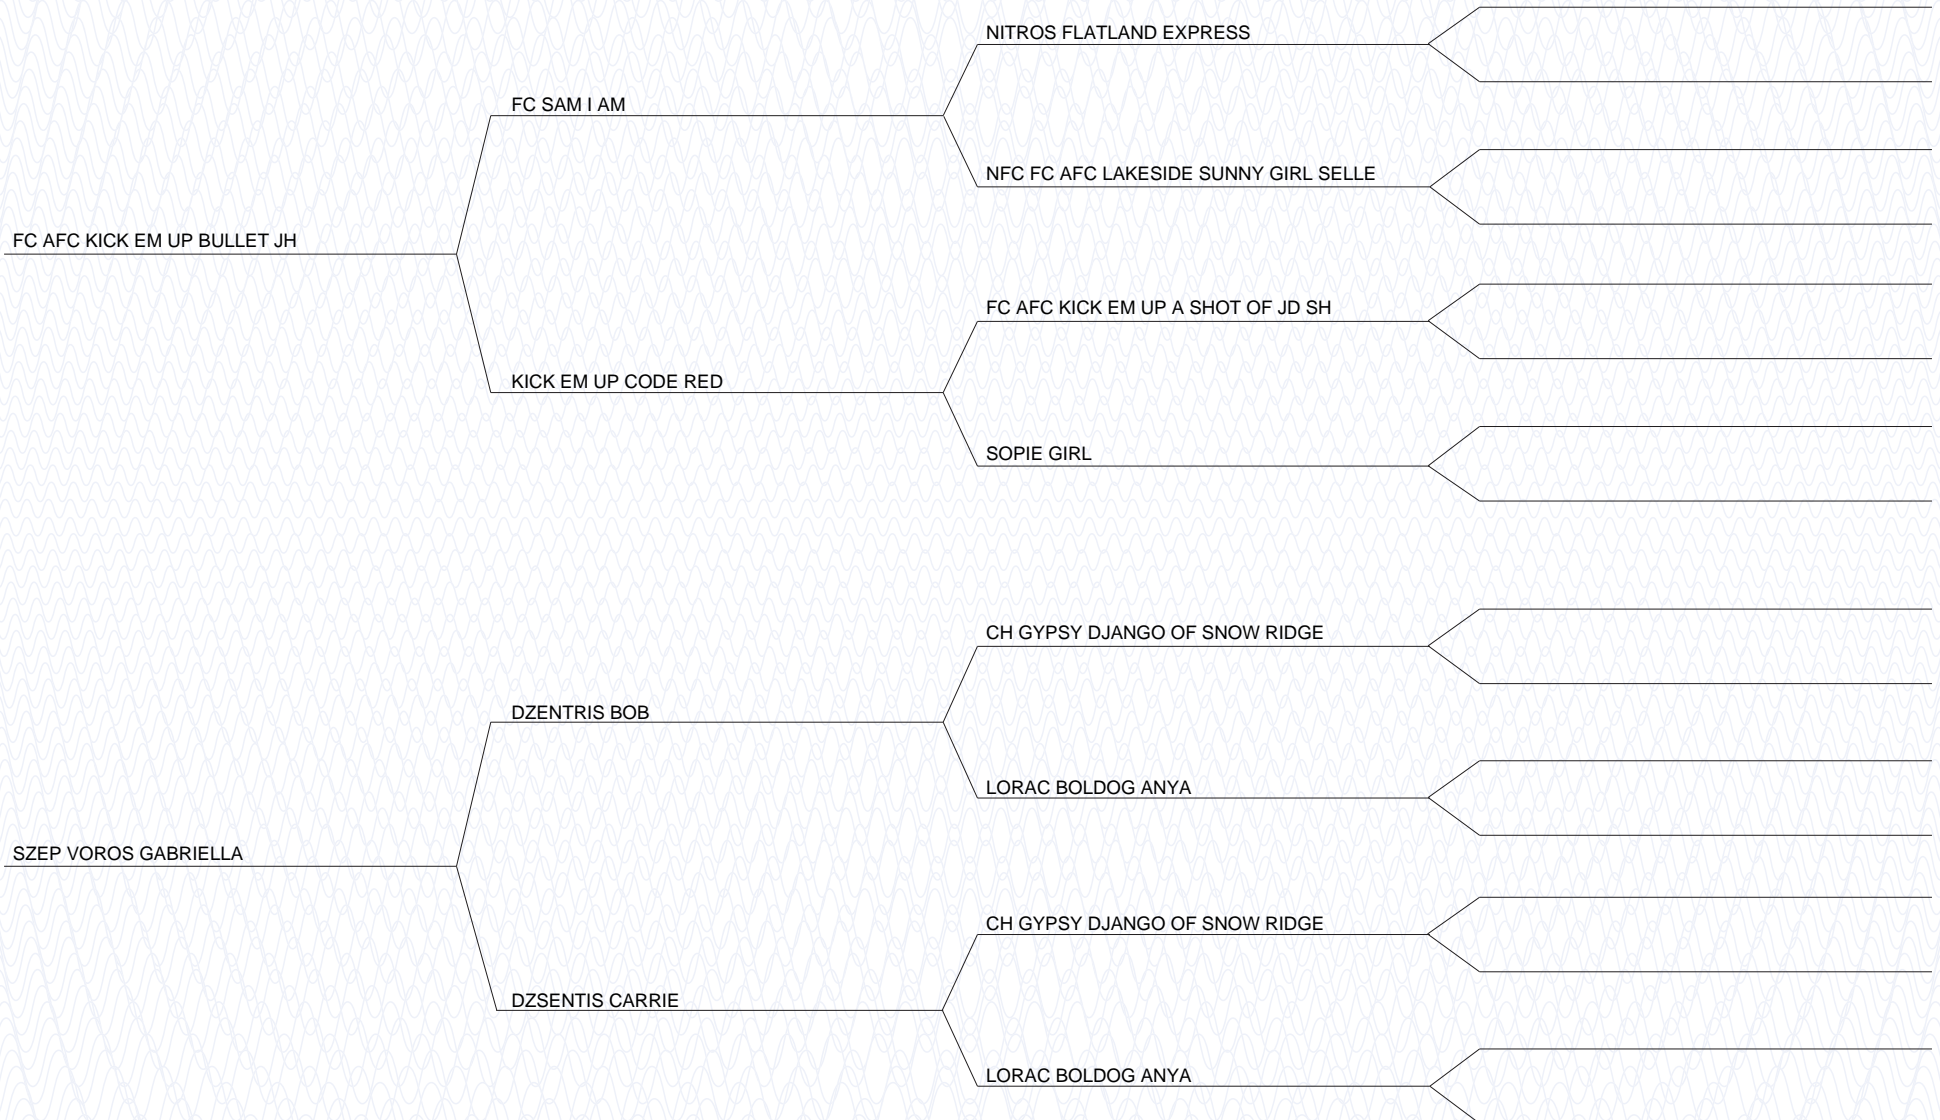 NITROS FLATLAND EXPRESS
FC SAM I AM
NFC FC AFC LAKESIDE SUNNY GIRL SELLE
FC AFC KICK EM UP BULLET JH
FC AFC KICK EM UP A SHOT OF JD SH
KICK EM UP CODE RED
SOPIE GIRL
CH GYPSY DJANGO OF SNOW RIDGE
DZENTRIS BOB
LORAC BOLDOG ANYA
SZEP VOROS GABRIELLA
CH GYPSY DJANGO OF SNOW RIDGE
DZSENTIS CARRIE
LORAC BOLDOG ANYA